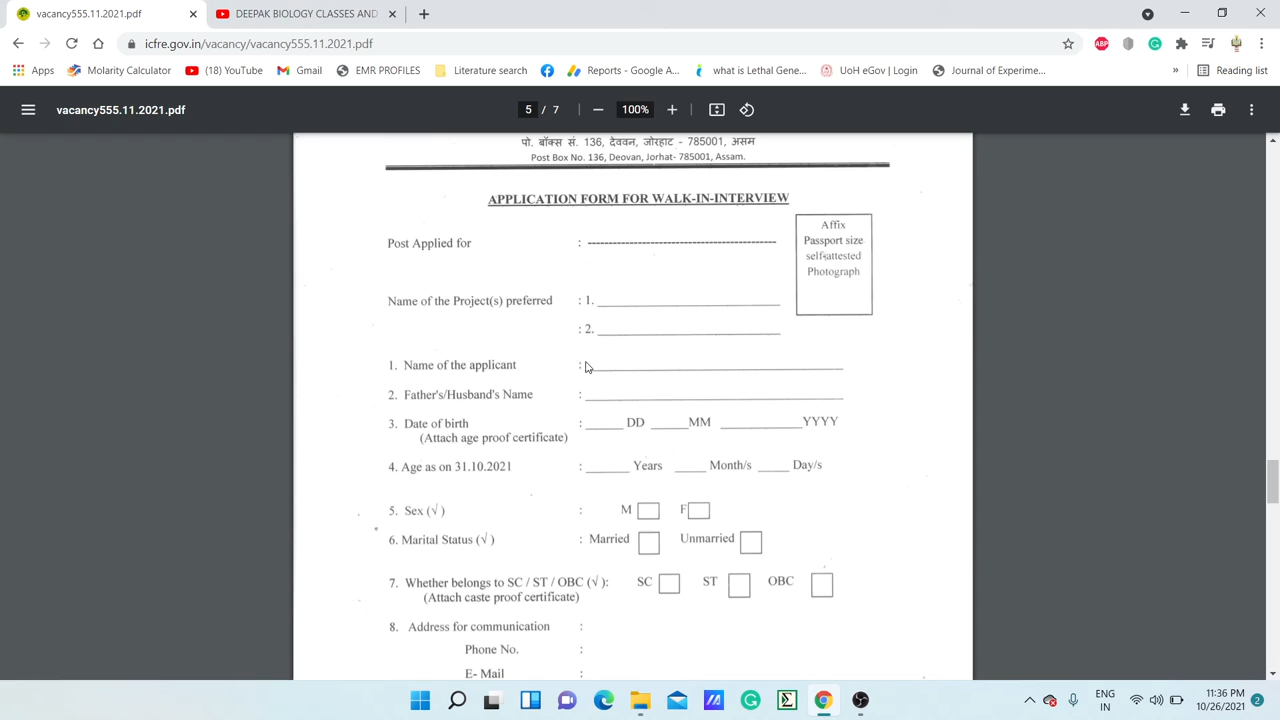 vacancy555.11.2021.pdf
DEEPAK BIOLOGY CLASSES AND
icfre.gov.in/vacancy/vacancy555.11.2021.pdf
Apps
Molarity Calculator
(18) YouTube
Gmail
EMR PROFILES
Literature search
Reports - Google A...
what is Lethal Gene...
UoH eGov | Login
Journal of Experime...
»
Reading list
vacancy555.11.2021.pdf
5 / 7
100%
पो. बॉक्स सं. 136, देववन, जोरहाट - 785001, असम
Post Box No. 136, Deovan, Jorhat- 785001, Assam.
APPLICATION FORM FOR WALK-IN-INTERVIEW
Affix
Passport size
self-attested
Photograph
Post Applied for :
Name of the Project(s) preferred : 1.
: 2.
1. Name of the applicant :
2. Father's/Husband's Name :
3. Date of birth : DD MM YYYY
(Attach age proof certificate)
4. Age as on 31.10.2021 : Years Month/s Day/s
5. Sex (√ ) : M F
6. Marital Status (√ ) : Married Unmarried
7. Whether belongs to SC / ST / OBC (√ ): SC ST OBC
(Attach caste proof certificate)
8. Address for communication :
Phone No. :
E- Mail :
ENG
IN
11:36 PM
10/26/2021
2